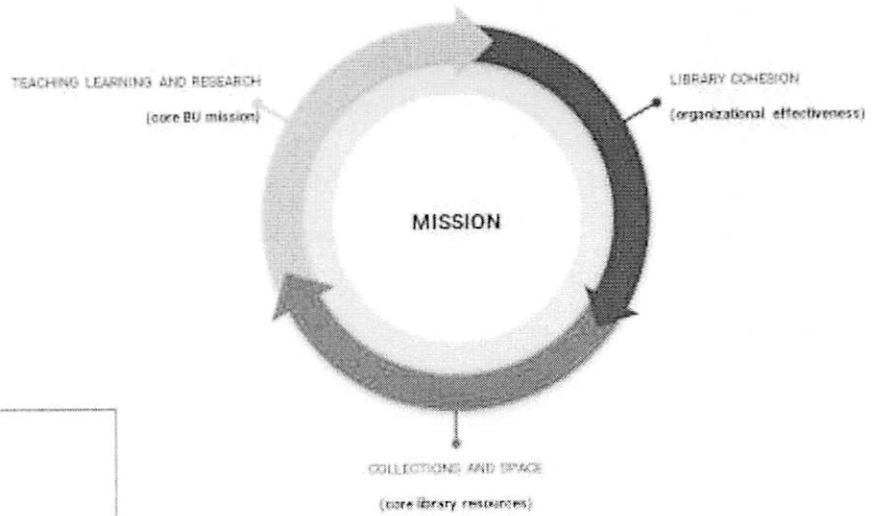 TEACHING LEARNING AND RESEARCH
(core BU mission)
LIBRARY COHESION
(organizational effectiveness)
MISSION
COLLECTIONS AND SPACE
(core library resources)